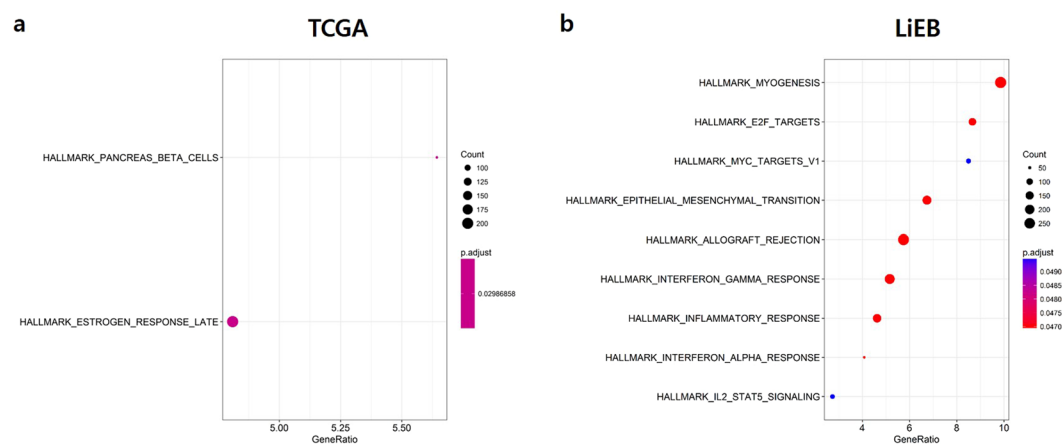 a
TCGA
HALLMARK_PANCREAS_BETA_CELLS
HALLMARK_ESTROGEN_RESPONSE_LATE
5.00
5.25
5.50
GeneRatio
Count
100
125
150
175
200
p.adjust
0.02986858
b
LiEB
HALLMARK_MYOGENESIS
HALLMARK_E2F_TARGETS
HALLMARK_MYC_TARGETS_V1
HALLMARK_EPITHELIAL_MESENCHYMAL_TRANSITION
HALLMARK_ALLOGRAFT_REJECTION
HALLMARK_INTERFERON_GAMMA_RESPONSE
HALLMARK_INFLAMMATORY_RESPONSE
HALLMARK_INTERFERON_ALPHA_RESPONSE
HALLMARK_IL2_STAT5_SIGNALING
4
6
8
10
GeneRatio
Count
50
100
150
200
250
p.adjust
0.0490
0.0485
0.0480
0.0475
0.0470